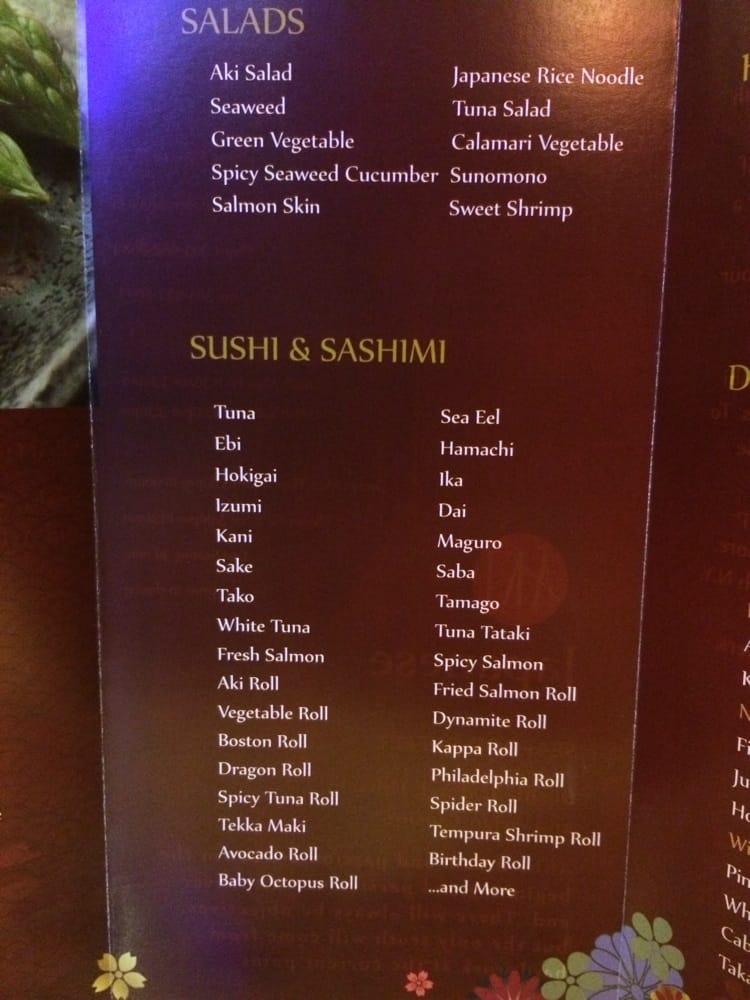 SALADS
Aki Salad
Seaweed
Green Vegetable
Spicy Seaweed Cucumber
Salmon Skin
Japanese Rice Noodle
Tuna Salad
Calamari Vegetable
Sunomono
Sweet Shrimp
SUSHI & SASHIMI
Tuna
Ebi
Hokigai
Izumi
Kani
Sake
Tako
White Tuna
Fresh Salmon
Aki Roll
Vegetable Roll
Boston Roll
Dragon Roll
Spicy Tuna Roll
Tekka Maki
Avocado Roll
Baby Octopus Roll
Sea Eel
Hamachi
Ika
Dai
Maguro
Saba
Tamago
Tuna Tataki
Spicy Salmon
Fried Salmon Roll
Dynamite Roll
Kappa Roll
Philadelphia Roll
Spider Roll
Tempura Shrimp Roll
Birthday Roll
...and More